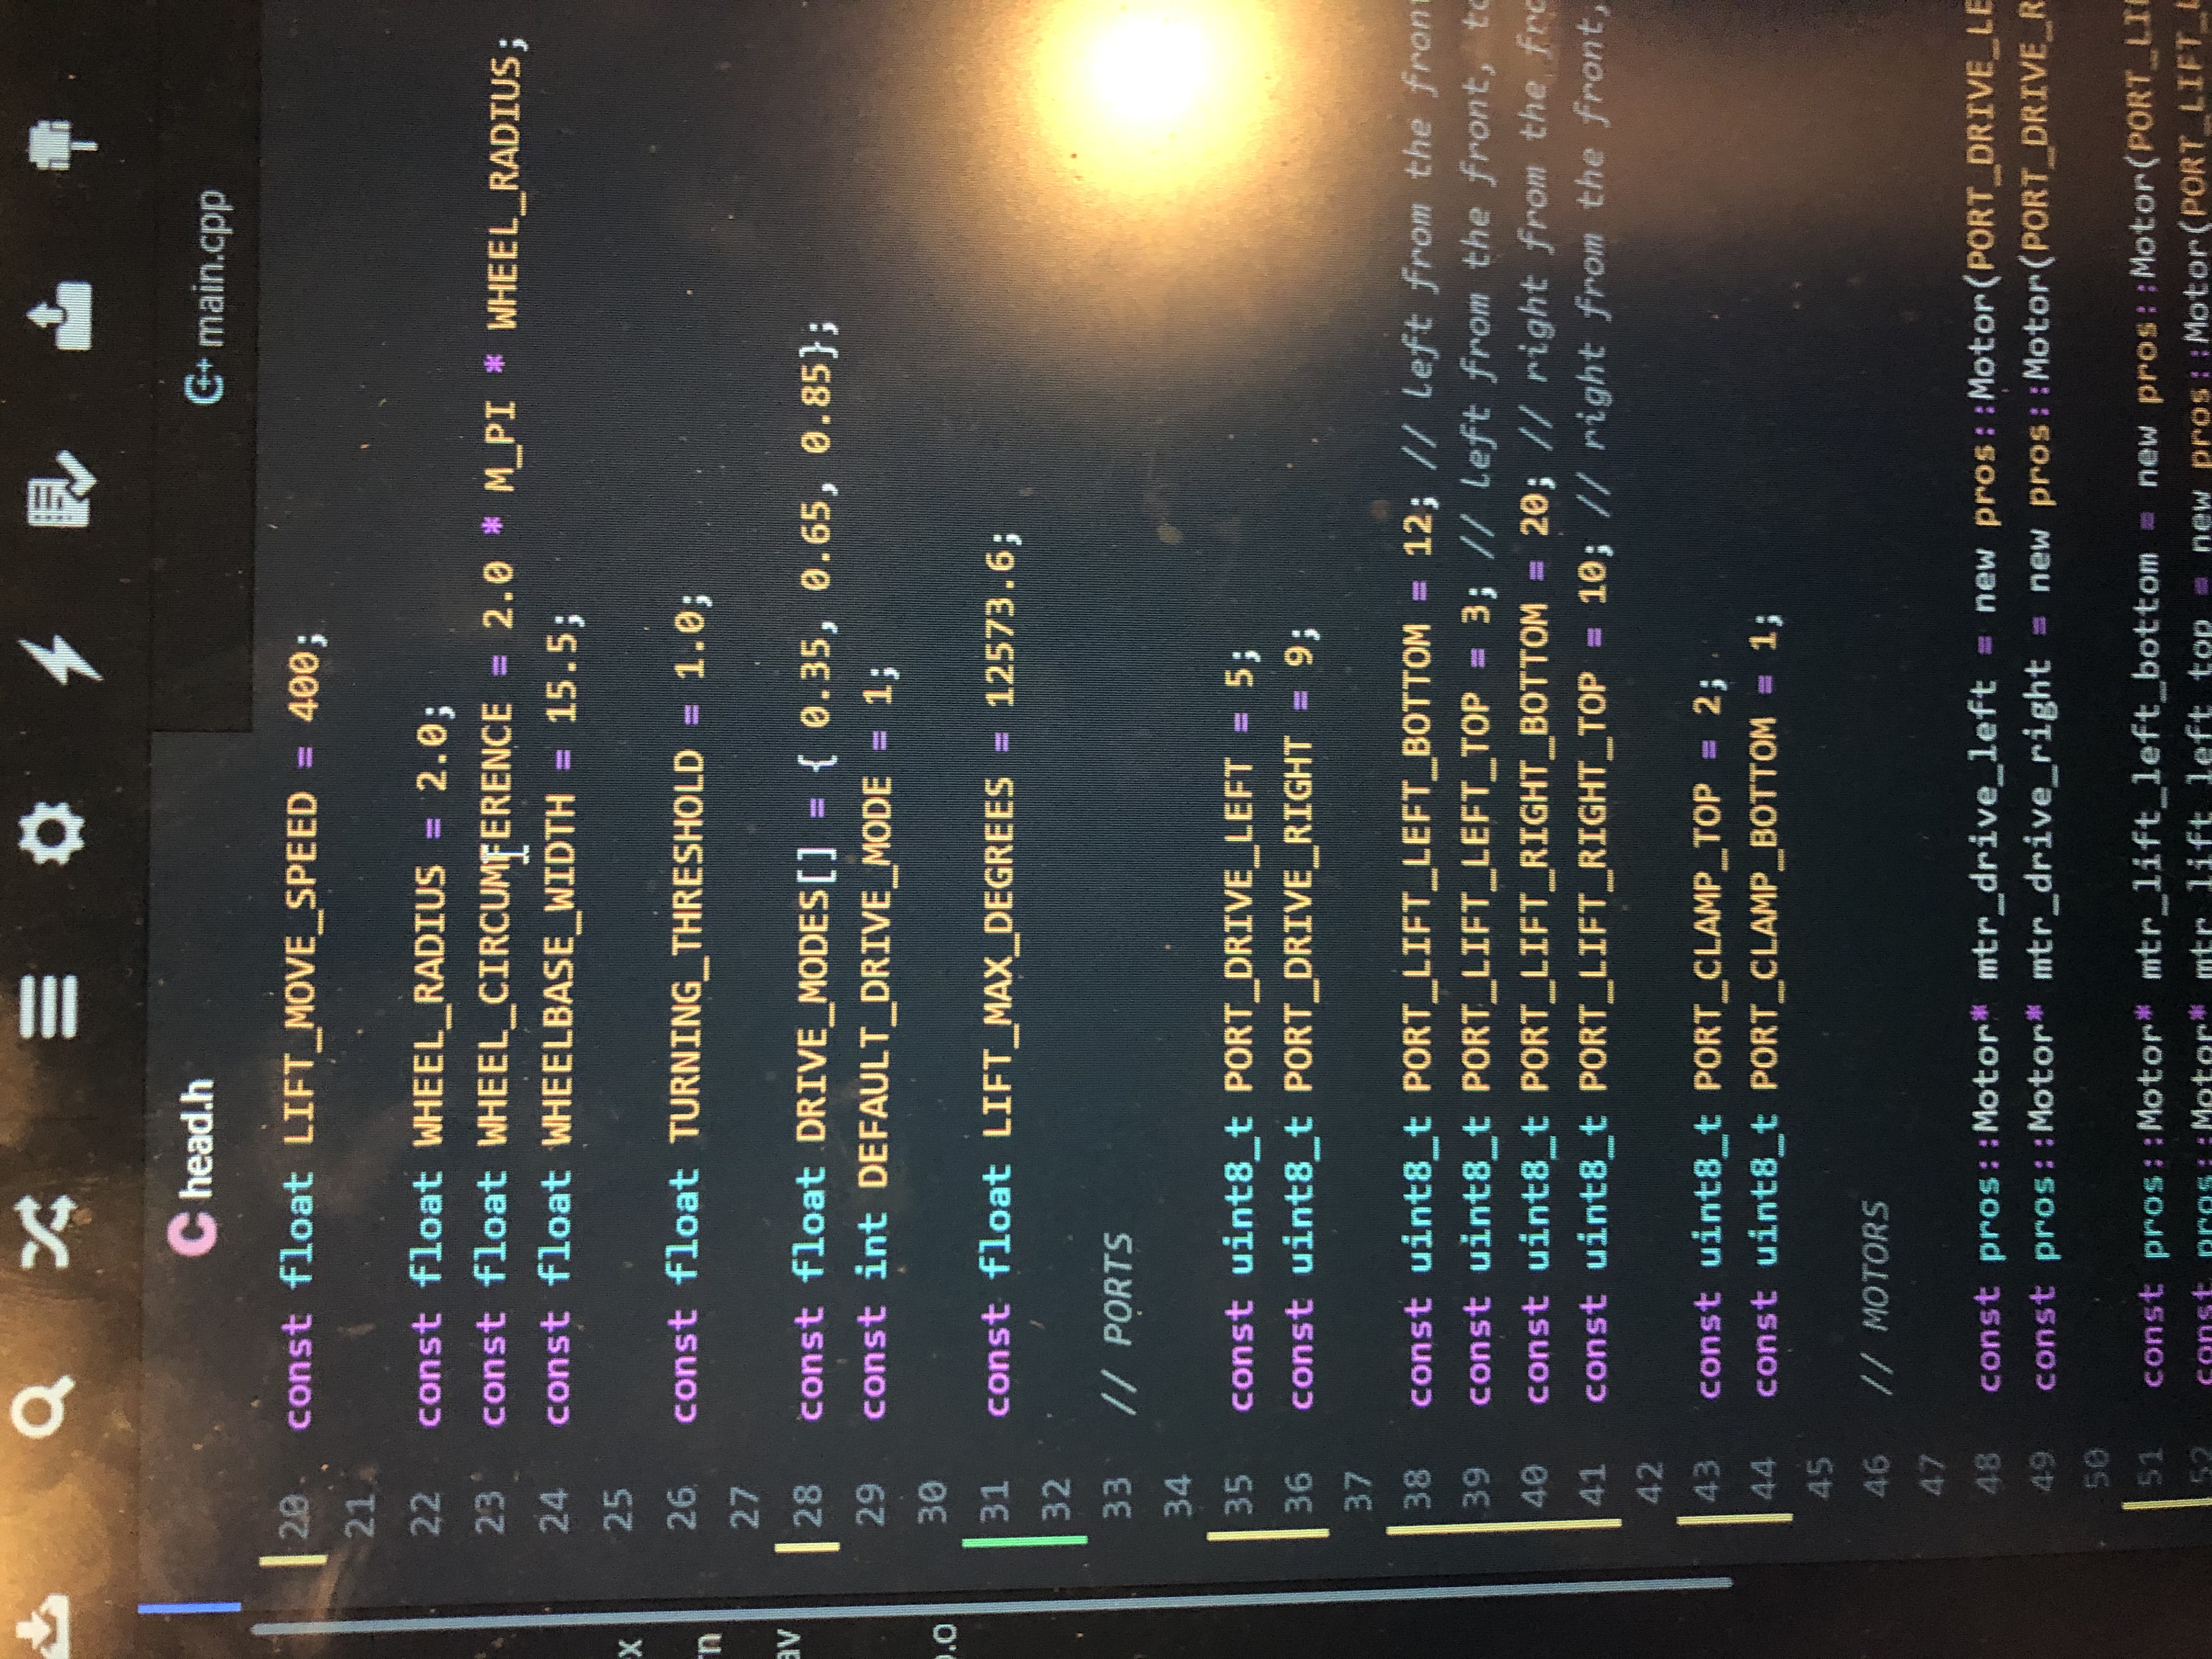 head.h
main.cpp
20 const float LIFT_MOVE_SPEED = 400;
21
22 const float WHEEL_RADIUS = 2.0;
23 const float WHEEL_CIRCUMFERENCE = 2.0 * M_PI * WHEEL_RADIUS;
24 const float WHEELBASE_WIDTH = 15.5;
25
26 const float TURNING_THRESHOLD = 1.0;
27
28 const float DRIVE_MODES[] = { 0.35, 0.65, 0.85};
29 const int DEFAULT_DRIVE_MODE = 1;
30
31 const float LIFT_MAX_DEGREES = 12573.6;
32
33 // PORTS
34
35 const uint8_t PORT_DRIVE_LEFT = 5;
36 const uint8_t PORT_DRIVE_RIGHT = 9;
37
38 const uint8_t PORT_LIFT_LEFT_BOTTOM = 12; // left from the fron
39 const uint8_t PORT_LIFT_LEFT_TOP = 3; // left from the front, to
40 const uint8_t PORT_LIFT_RIGHT_BOTTOM = 20; // right from the fro
41 const uint8_t PORT_LIFT_RIGHT_TOP = 10; // right from the front,
42
43 const uint8_t PORT_CLAMP_TOP = 2;
44 const uint8_t PORT_CLAMP_BOTTOM = 1;
45
46 // MOTORS
47
48 const pros::Motor* mtr_drive_left = new pros::Motor(PORT_DRIVE_LE
49 const pros::Motor* mtr_drive_right = new pros::Motor(PORT_DRIVE_R
50
51 const pros::Motor* mtr_lift_left_bottom = new pros::Motor(PORT_LI
52 const pros::Motor* mtr_lift_left_top = new pros::Motor(PORT_LIFT_
x
rn
av
.o